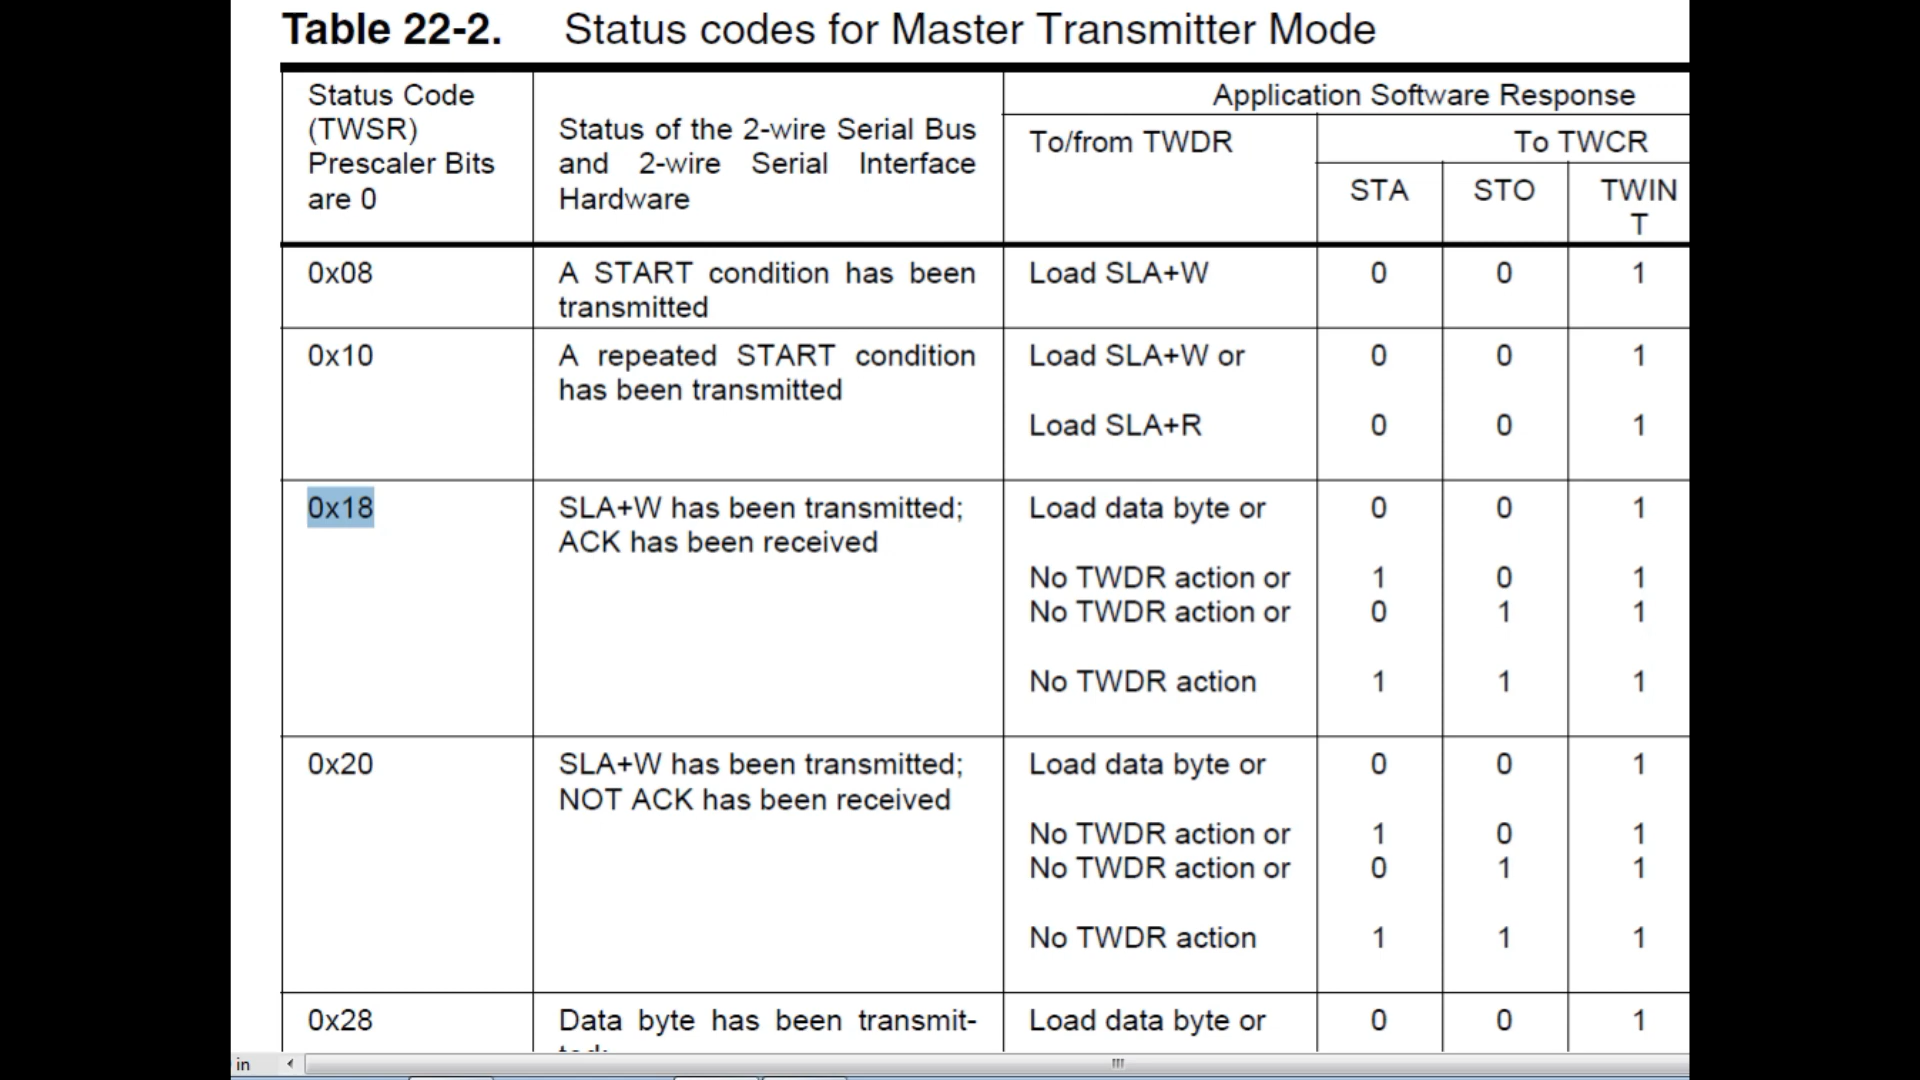 Table 22-2. Status codes for Master Transmitter Mode
Status Code
(TWSR)
Prescaler Bits
are 0
Status of the 2-wire Serial Bus
and 2-wire Serial Interface
Hardware
Application Software Response
To/from TWDR
To TWCR
STA STO TWIN
T
0x08 A START condition has been Load SLA+W 0 0 1
transmitted
0x10 A repeated START condition Load SLA+W or 0 0 1
has been transmitted
Load SLA+R 0 0 1
0x18 SLA+W has been transmitted; Load data byte or 0 0 1
ACK has been received
No TWDR action or 1 0 1
No TWDR action or 0 1 1
No TWDR action 1 1 1
0x20 SLA+W has been transmitted; Load data byte or 0 0 1
NOT ACK has been received
No TWDR action or 1 0 1
No TWDR action or 0 1 1
No TWDR action 1 1 1
0x28 Data byte has been transmit- Load data byte or 0 0 1
in